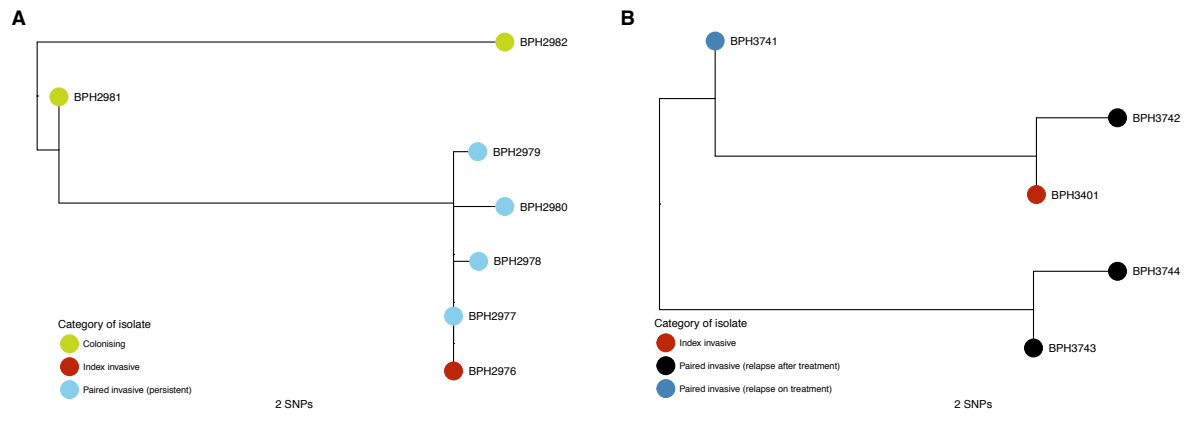 A
BPH2982
BPH2981
BPH2979
BPH2980
BPH2978
BPH2977
BPH2976
Category of isolate
Colonising
Index invasive
Paired invasive (persistent)
2 SNPs
B
BPH3741
BPH3742
BPH3401
BPH3744
BPH3743
Category of isolate
Index invasive
Paired invasive (relapse after treatment)
Paired invasive (relapse on treatment)
2 SNPs